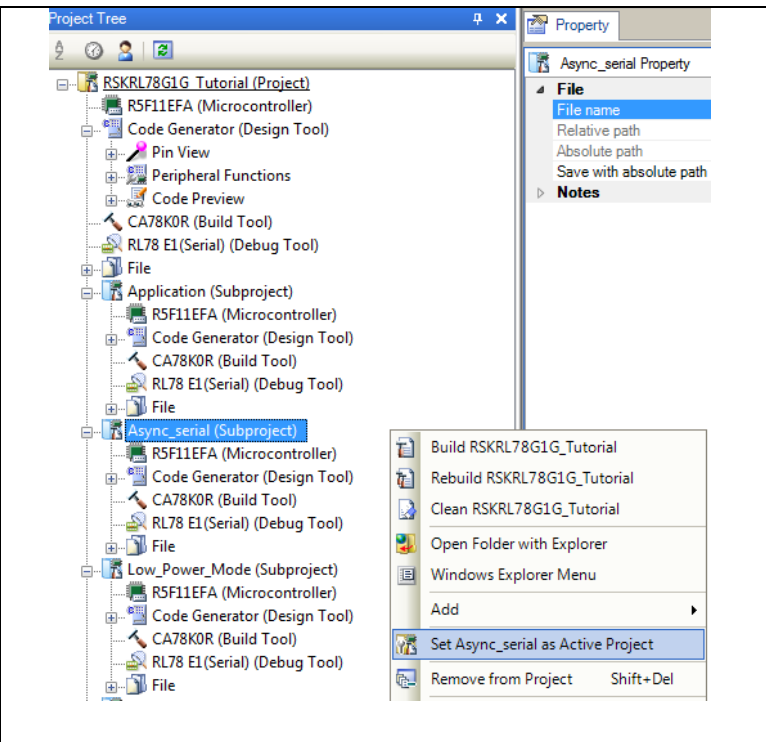 Project Tree
Property
Async_serial Property
File
File name
Relative path
Absolute path
Save with absolute path
Notes
RSKRL78G1G_Tutorial (Project)
R5F11EFA (Microcontroller)
Code Generator (Design Tool)
Pin View
Peripheral Functions
Code Preview
CA78K0R (Build Tool)
RL78 E1(Serial) (Debug Tool)
File
Application (Subproject)
R5F11EFA (Microcontroller)
Code Generator (Design Tool)
CA78K0R (Build Tool)
RL78 E1(Serial) (Debug Tool)
File
Async_serial (Subproject)
R5F11EFA (Microcontroller)
Code Generator (Design Tool)
CA78K0R (Build Tool)
RL78 E1(Serial) (Debug Tool)
File
Low_Power_Mode (Subproject)
R5F11EFA (Microcontroller)
Code Generator (Design Tool)
CA78K0R (Build Tool)
RL78 E1(Serial) (Debug Tool)
File
Build RSKRL78G1G_Tutorial
Rebuild RSKRL78G1G_Tutorial
Clean RSKRL78G1G_Tutorial
Open Folder with Explorer
Windows Explorer Menu
Add
Set Async_serial as Active Project
Remove from Project Shift+Del